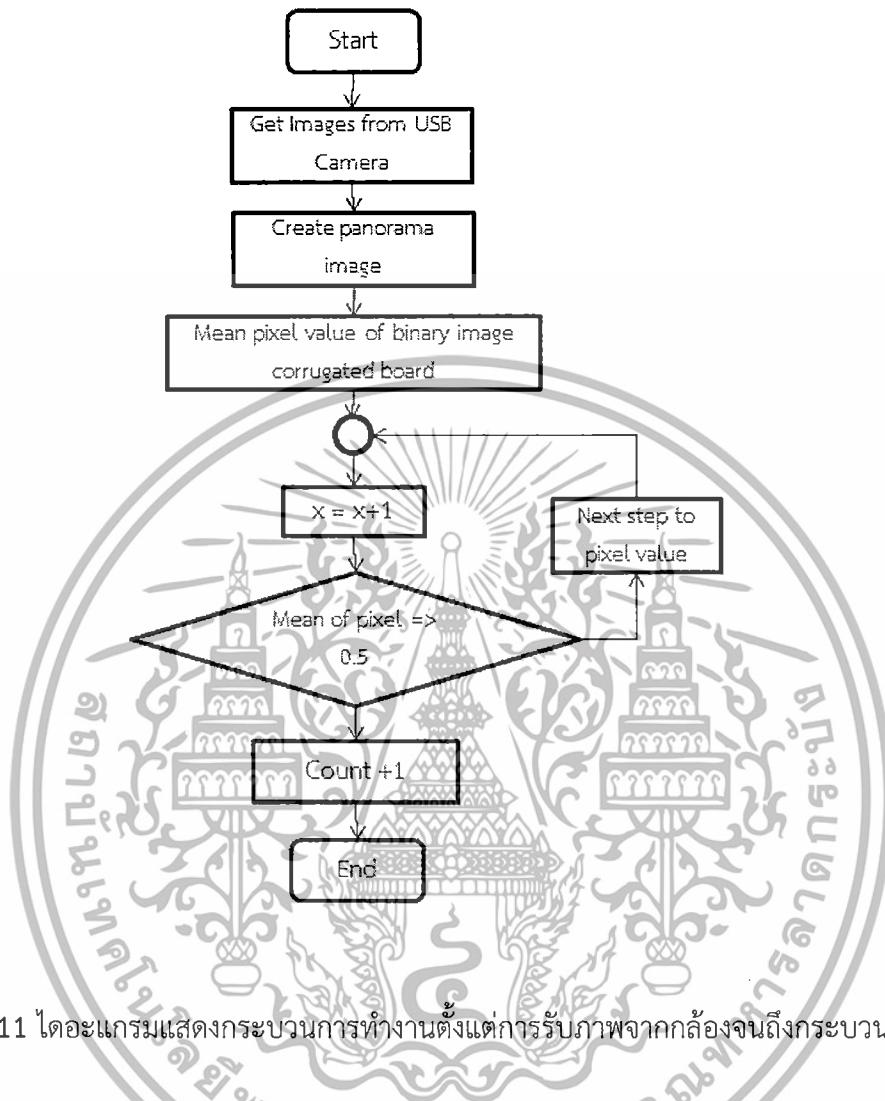 Start
Get Images from USB
Camera
Create panorama
image
Mean pixel value of binary image
corrugated board
x = x+1
Next step to
pixel value
Mean of pixel =>
0.5
Count +1
End
11 ไดอะแกรมแสดงกระบวนการทำงานตั้งแต่การรับภาพจากกล้องจนถึงกระบวน